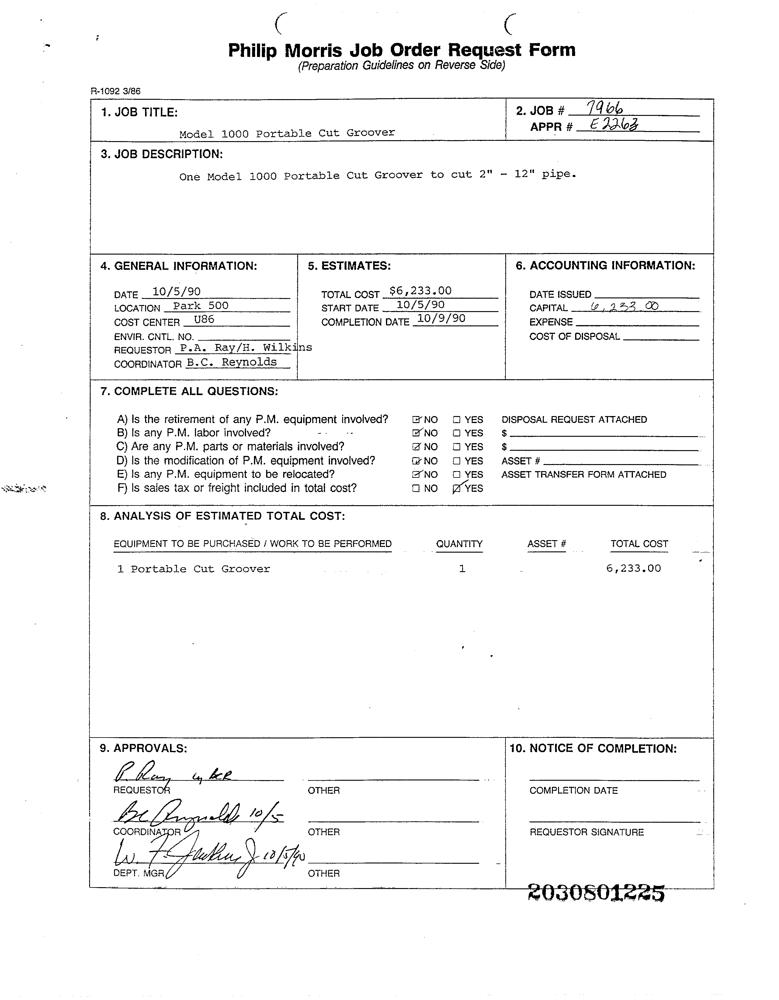 Philip Morris Job Order Request Form
(Preparation Guidelines on Reverse Side)
R-1092 3/86
1. JOB TITLE:
Model 1000 Portable Cut Groover
2. JOB # 7966
APPR # E2263
3. JOB DESCRIPTION:
One Model 1000 Portable Cut Groover to cut 2" - 12" pipe.
4. GENERAL INFORMATION:
DATE 10/5/90
LOCATION Park 500
COST CENTER U86
ENVIR. CNTL. NO.
REQUESTOR P.A. Ray/H. Wilkins
COORDINATOR B.C. Reynolds
5. ESTIMATES:
TOTAL COST $6,233.00
START DATE 10/5/90
COMPLETION DATE 10/9/90
6. ACCOUNTING INFORMATION:
DATE ISSUED
CAPITAL 6,233.00
EXPENSE
COST OF DISPOSAL
7. COMPLETE ALL QUESTIONS:
A) Is the retirement of any P.M. equipment involved? ☑ NO ☐ YES DISPOSAL REQUEST ATTACHED
B) Is any P.M. labor involved? ☑ NO ☐ YES $
C) Are any P.M. parts or materials involved? ☑ NO ☐ YES $
D) Is the modification of P.M. equipment involved? ☑ NO ☐ YES ASSET #
E) Is any P.M. equipment to be relocated? ☑ NO ☐ YES ASSET TRANSFER FORM ATTACHED
F) Is sales tax or freight included in total cost? ☐ NO ☑ YES
8. ANALYSIS OF ESTIMATED TOTAL COST:
EQUIPMENT TO BE PURCHASED / WORK TO BE PERFORMED QUANTITY ASSET # TOTAL COST
1 Portable Cut Groover 1 6,233.00
9. APPROVALS:
P. Ray by BCR
REQUESTOR OTHER
BC Reynolds 10/5
COORDINATOR OTHER
W. F. Jr. 10/5/90
DEPT. MGR. OTHER
10. NOTICE OF COMPLETION:
COMPLETION DATE
REQUESTOR SIGNATURE
2030801225